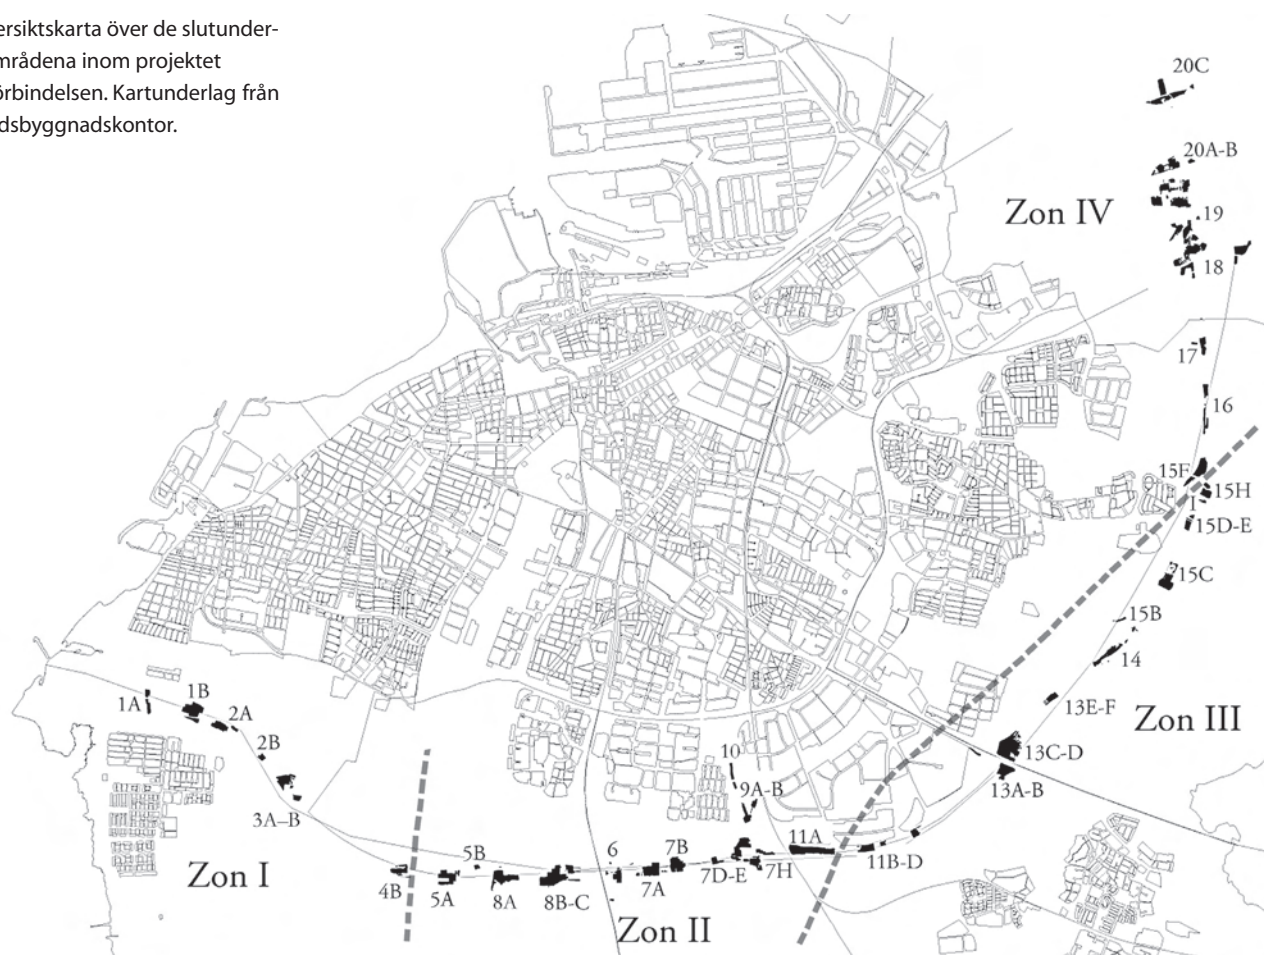 ersiktskarta över de slutunder-
mrådena inom projektet
örbindelsen. Kartunderlag från
dsbyggnadskontor.
20C
20A-B
Zon IV
19
18
17
16
15F
15H
I
15D-E
15C
15B
14
13E-F
Zon III
13C-D
13A-B
1A
1B
2A
2B
3A–B
Zon I
4B
5A
5B
8A
8B-C
6
7A
7B
7D-E
7H
10
9A-B
11A
11B-D
Zon II